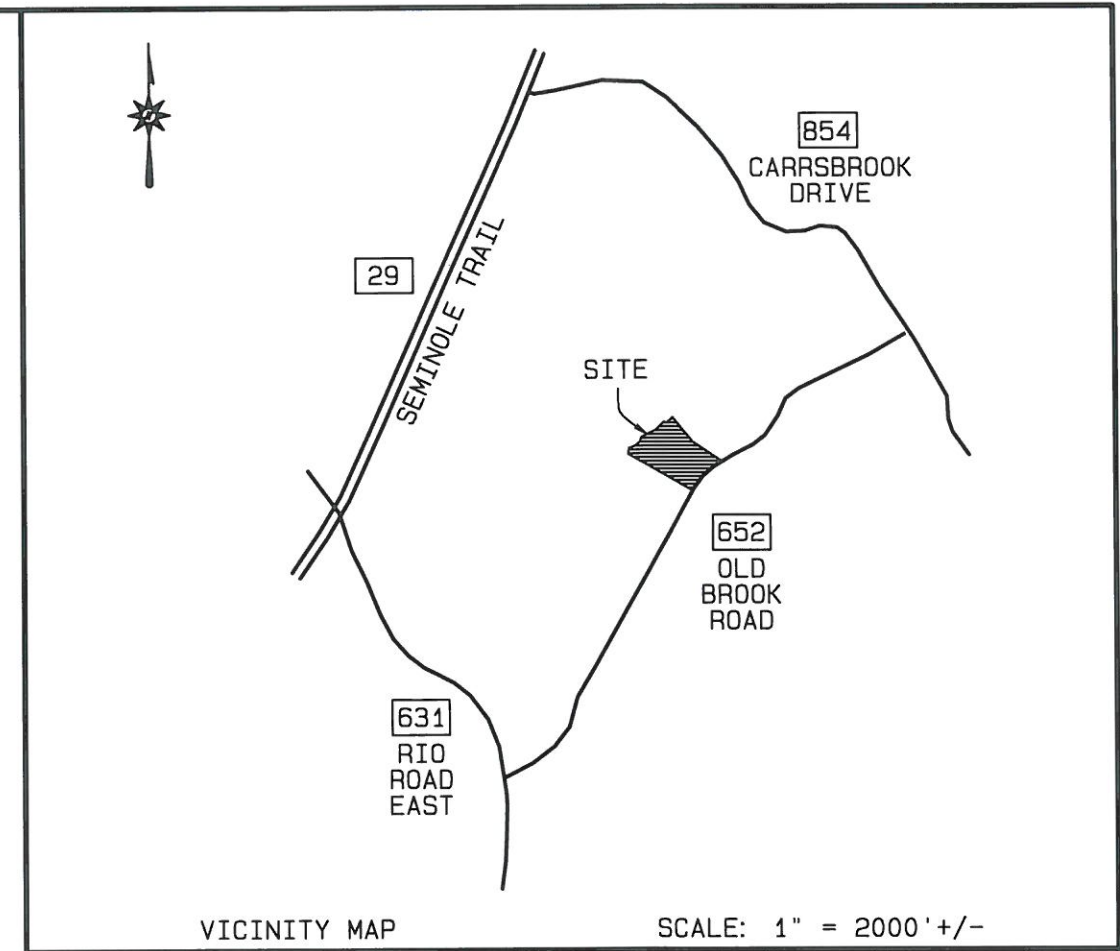 854
CARRSBROOK
DRIVE
29
SEMINOLE TRAIL
SITE
652
OLD
BROOK
ROAD
631
RIO
ROAD
EAST
VICINITY MAP
SCALE: 1" = 2000'+/-